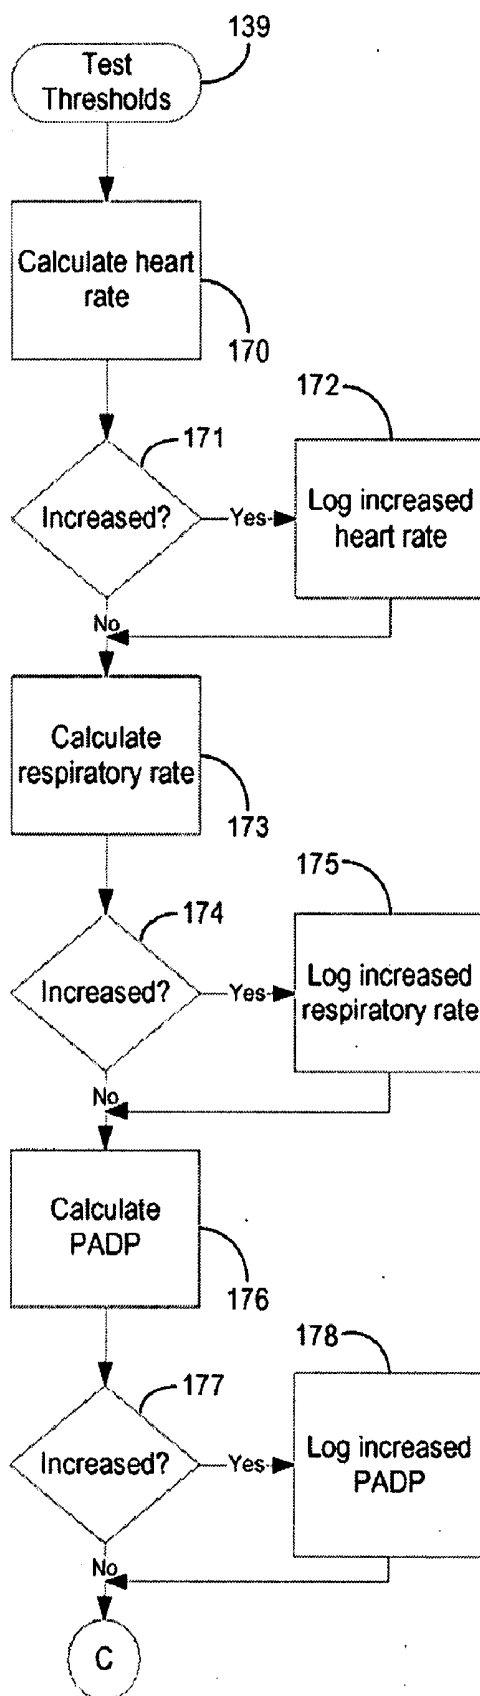 139
Test
Thresholds
Calculate heart
rate
170
171
172
Increased?
Yes
Log increased
heart rate
No
Calculate
respiratory rate
173
174
175
Increased?
Yes
Log increased
respiratory rate
No
Calculate
PADP
176
177
178
Increased?
Yes
Log increased
PADP
No
C